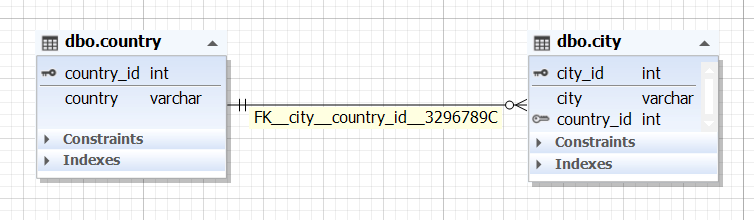 dbo.country
country_id int
country varchar
Constraints
Indexes
FK__city__country_id__3296789C
dbo.city
city_id int
city varchar
country_id int
Constraints
Indexes